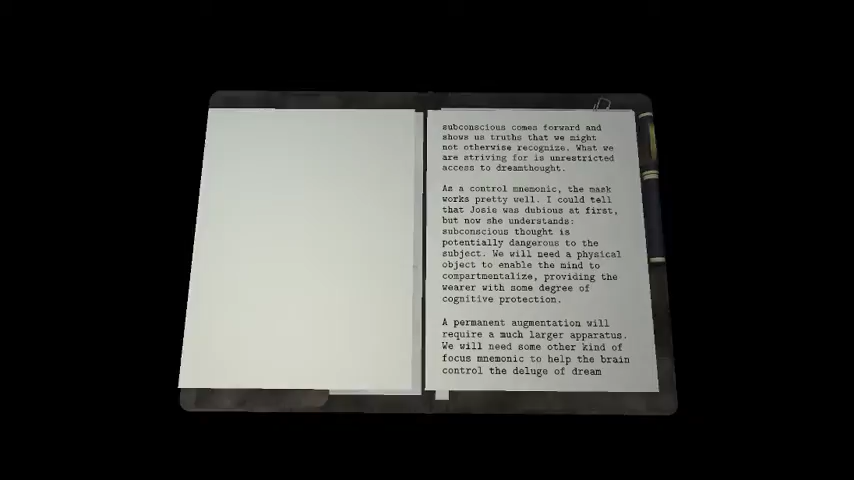 subconscious comes forward and
shows us truths that we might
not otherwise recognize. What we
are striving for is unrestricted
access to dreamthought.
As a control mnemonic, the mask
works pretty well. I could tell
that Josie was dubious at first,
but now she understands:
subconscious thought is
potentially dangerous to the
subject. We will need a physical
object to enable the mind to
compartmentalize, providing the
wearer with some degree of
cognitive protection.
A permanent augmentation will
require a much larger apparatus.
We will need some other kind of
focus mnemonic to help the brain
control the deluge of dream